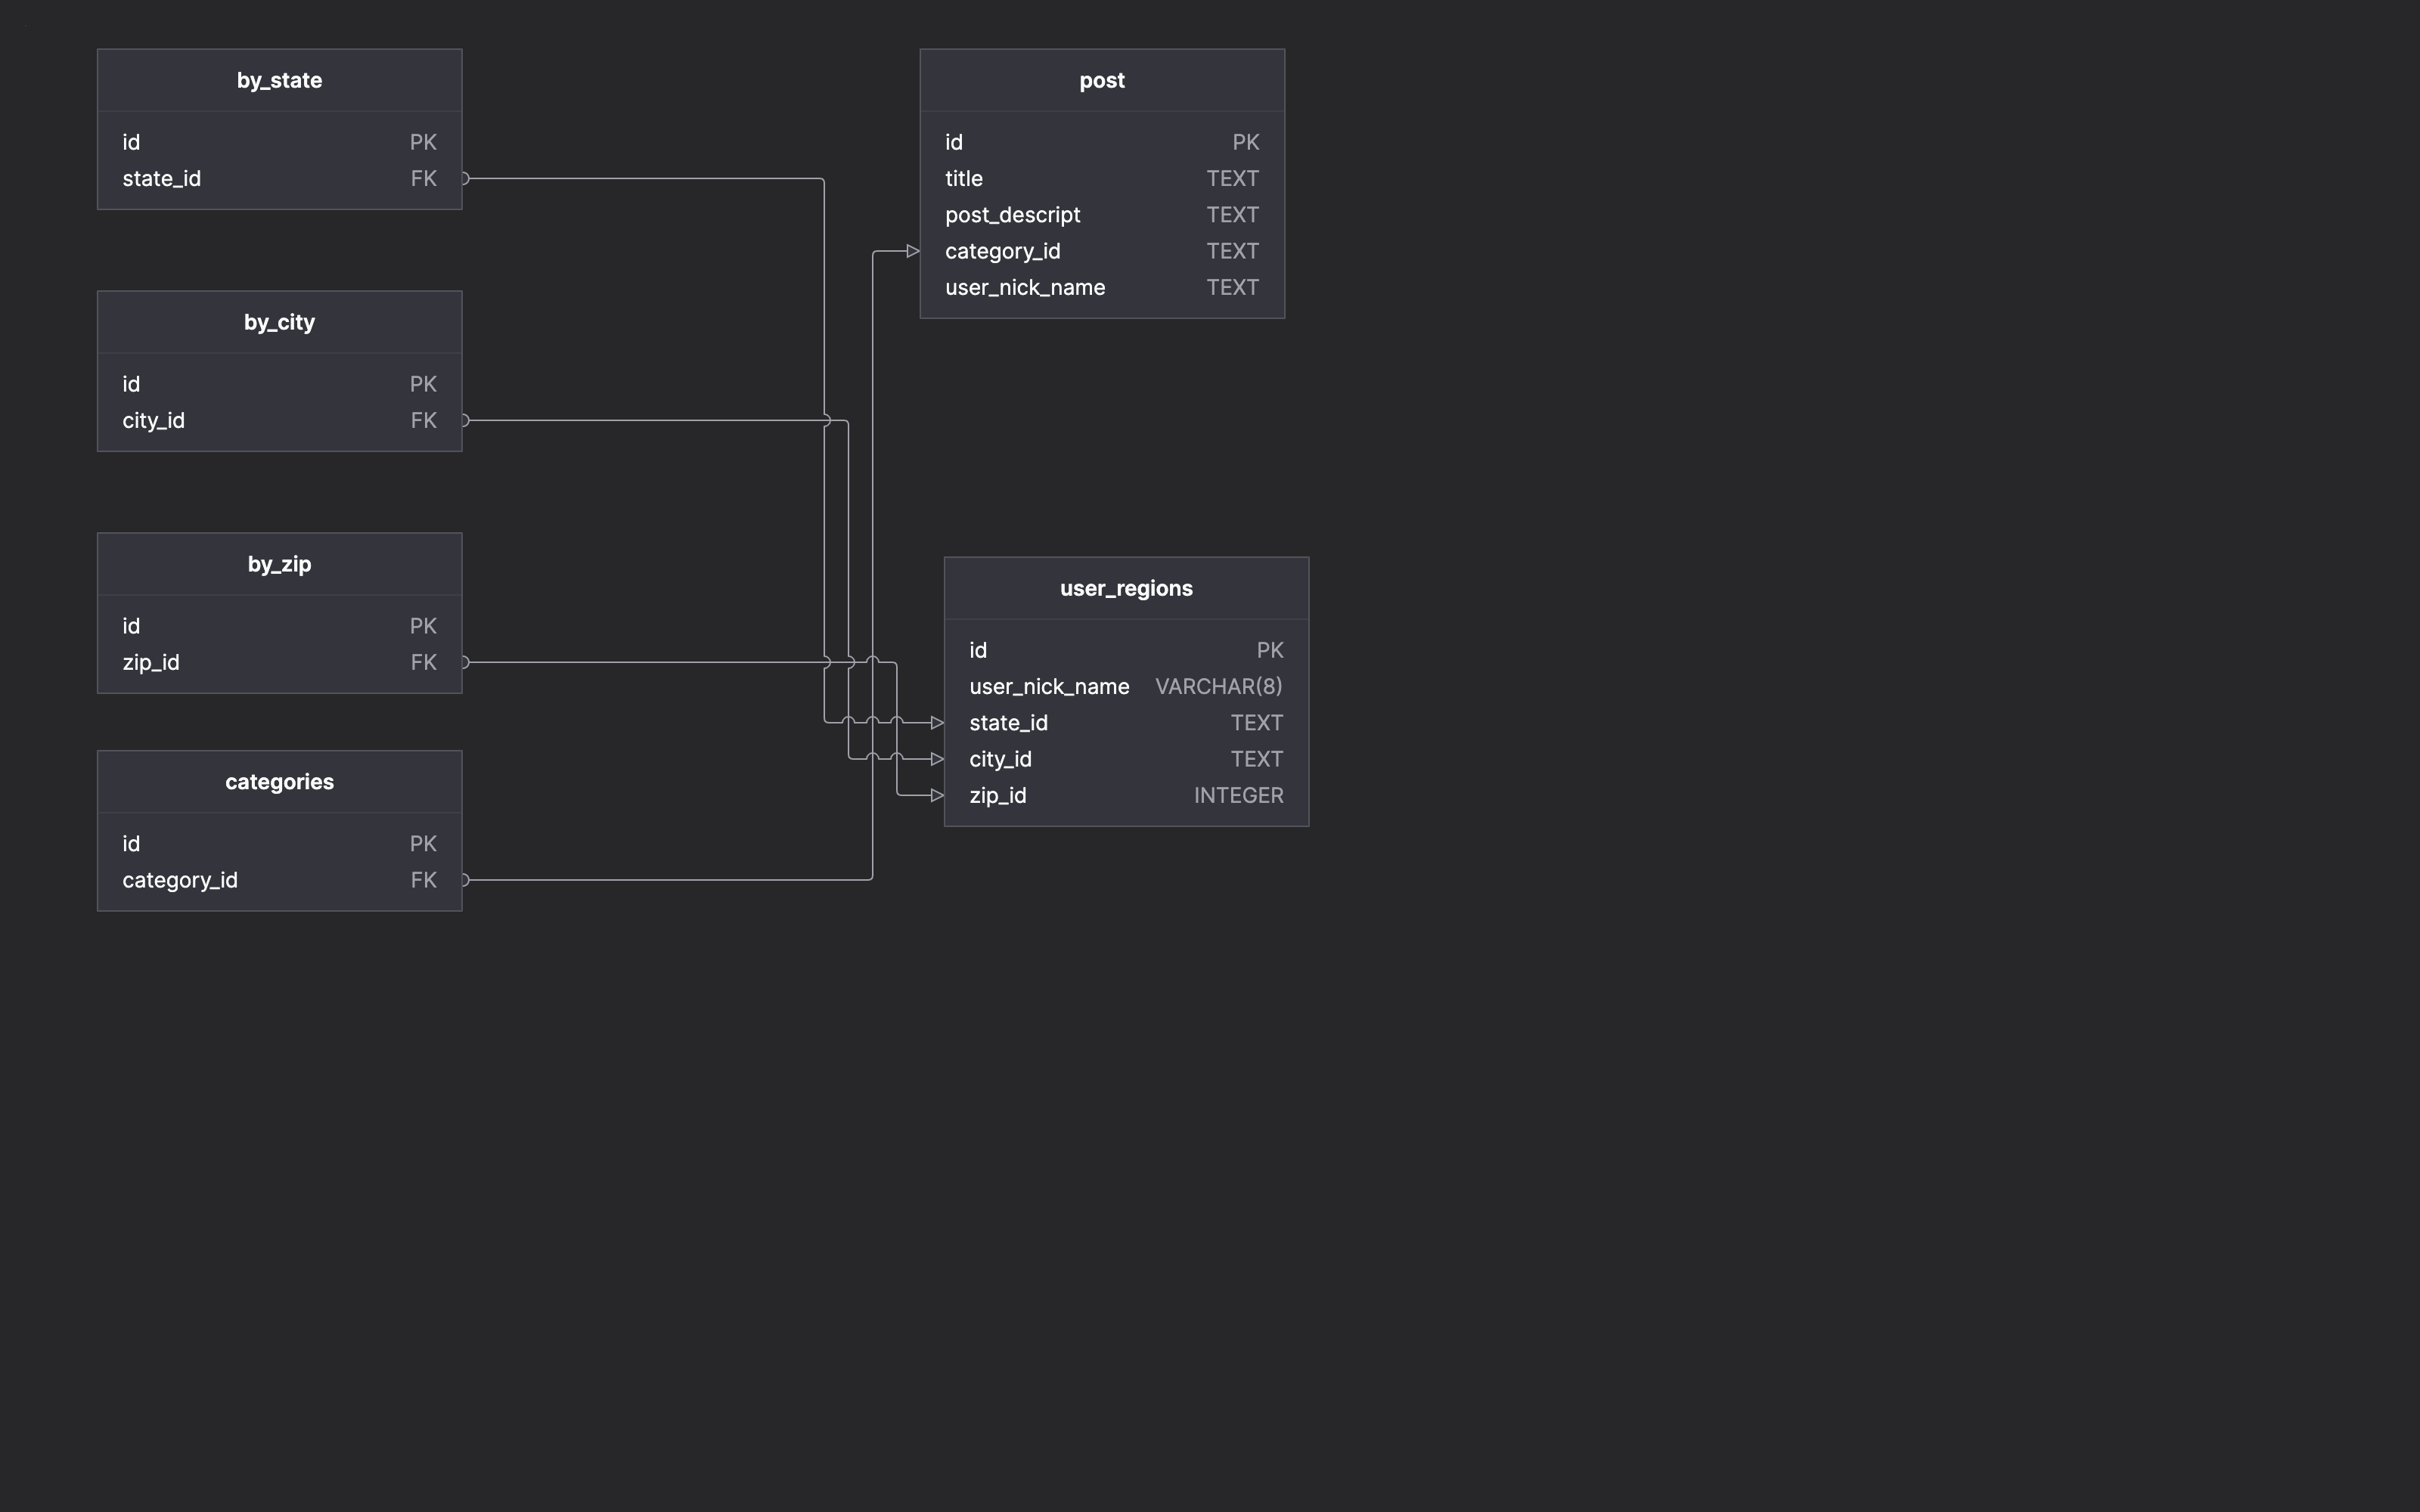 by_state
id PK
state_id FK
by_city
id PK
city_id FK
by_zip
id PK
zip_id FK
categories
id PK
category_id FK
post
id PK
title TEXT
post_descript TEXT
category_id TEXT
user_nick_name TEXT
user_regions
id PK
user_nick_name VARCHAR(8)
state_id TEXT
city_id TEXT
zip_id INTEGER